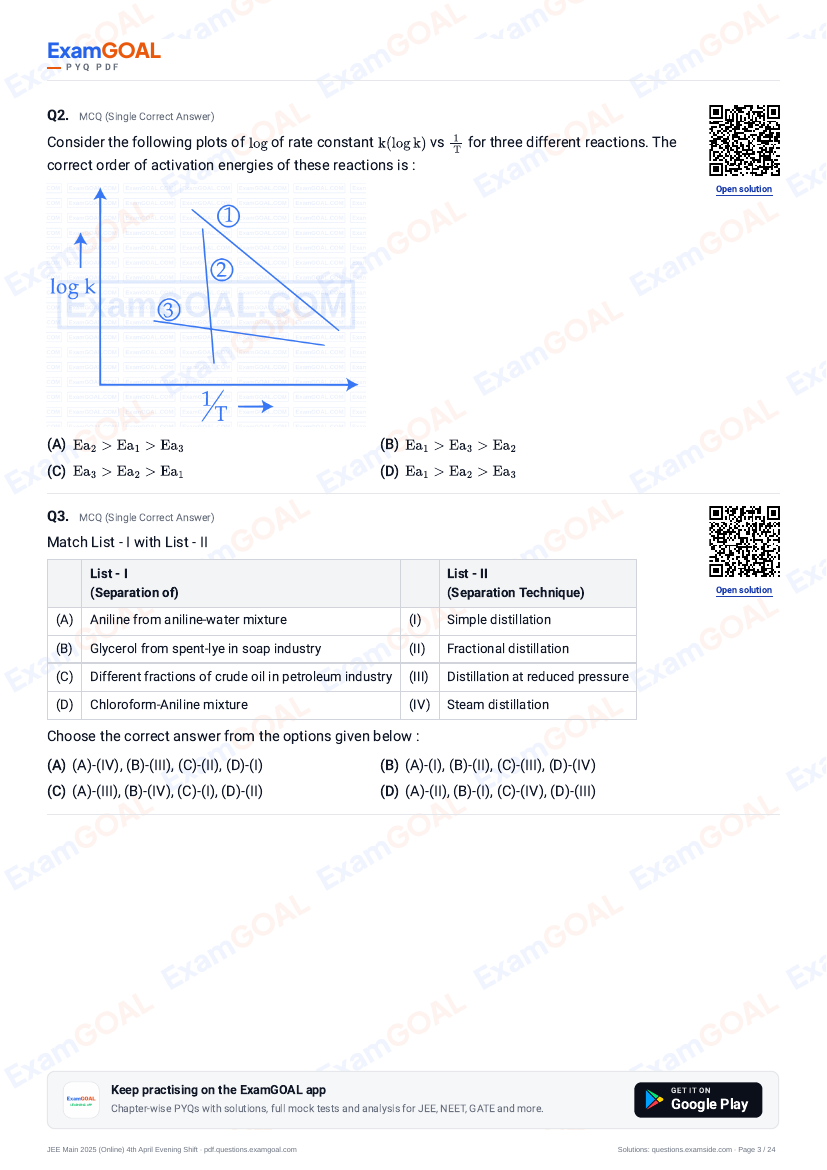 ExamGOAL
PYQ PDF
Q2. MCQ (Single Correct Answer)
Consider the following plots of log of rate constant k(log k) vs 1/T for three different reactions. The
correct order of activation energies of these reactions is :
Open solution
①
②
log k
③
ExamGOAL.COM
1/T
(A) Ea₂ > Ea₁ > Ea₃
(B) Ea₁ > Ea₃ > Ea₂
(C) Ea₃ > Ea₂ > Ea₁
(D) Ea₁ > Ea₂ > Ea₃
Q3. MCQ (Single Correct Answer)
Match List - I with List - II
Open solution
List - I
(Separation of)
List - II
(Separation Technique)
(A) Aniline from aniline-water mixture (I) Simple distillation
(B) Glycerol from spent-lye in soap industry (II) Fractional distillation
(C) Different fractions of crude oil in petroleum industry (III) Distillation at reduced pressure
(D) Chloroform-Aniline mixture (IV) Steam distillation
Choose the correct answer from the options given below :
(A) (A)-(IV), (B)-(III), (C)-(II), (D)-(I)
(B) (A)-(I), (B)-(II), (C)-(III), (D)-(IV)
(C) (A)-(III), (B)-(IV), (C)-(I), (D)-(II)
(D) (A)-(II), (B)-(I), (C)-(IV), (D)-(III)
ExamGOAL
Keep practising on the ExamGOAL app
Chapter-wise PYQs with solutions, full mock tests and analysis for JEE, NEET, GATE and more.
GET IT ON
Google Play
JEE Main 2025 (Online) 4th April Evening Shift · pdf.questions.examgoal.com
Solutions: questions.examside.com · Page 3 / 24